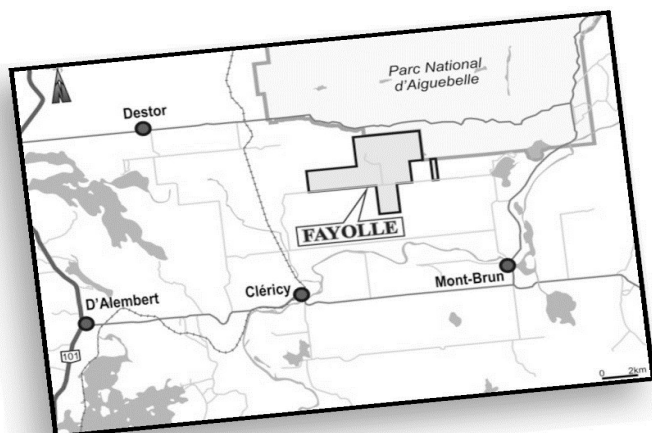 Parc National
d'Aiguebelle
Destor
FAYOLLE
Cléricy
Mont-Brun
D'Alembert
101
0 2km